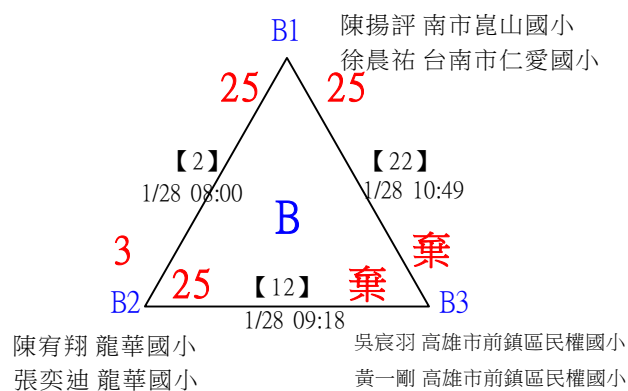 B1
陳揚評 南市崑山國小
徐晨祐 台南市仁愛國小
25
25
【2】
1/28 08:00
【22】
1/28 10:49
B
3
棄
25
【12】
棄
B2
B3
1/28 09:18
陳宥翔 龍華國小
張奕迪 龍華國小
吳宸羽 高雄市前鎮區民權國小
黃一剛 高雄市前鎮區民權國小